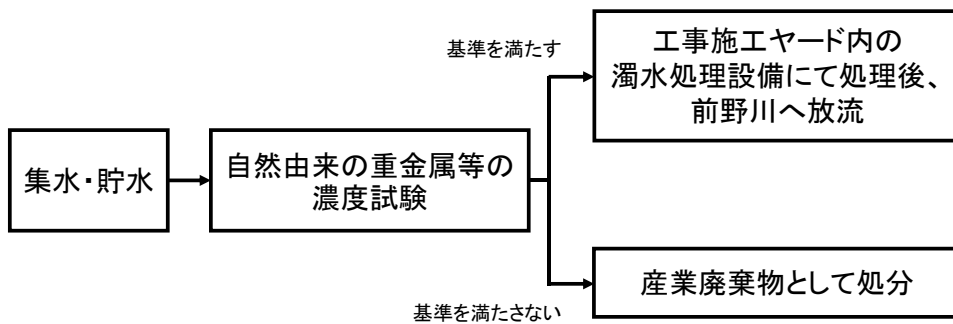 集水・貯水
自然由来の重金属等の
濃度試験
基準を満たす
工事施工ヤード内の
濁水処理設備にて処理後、
前野川へ放流
基準を満たさない
産業廃棄物として処分